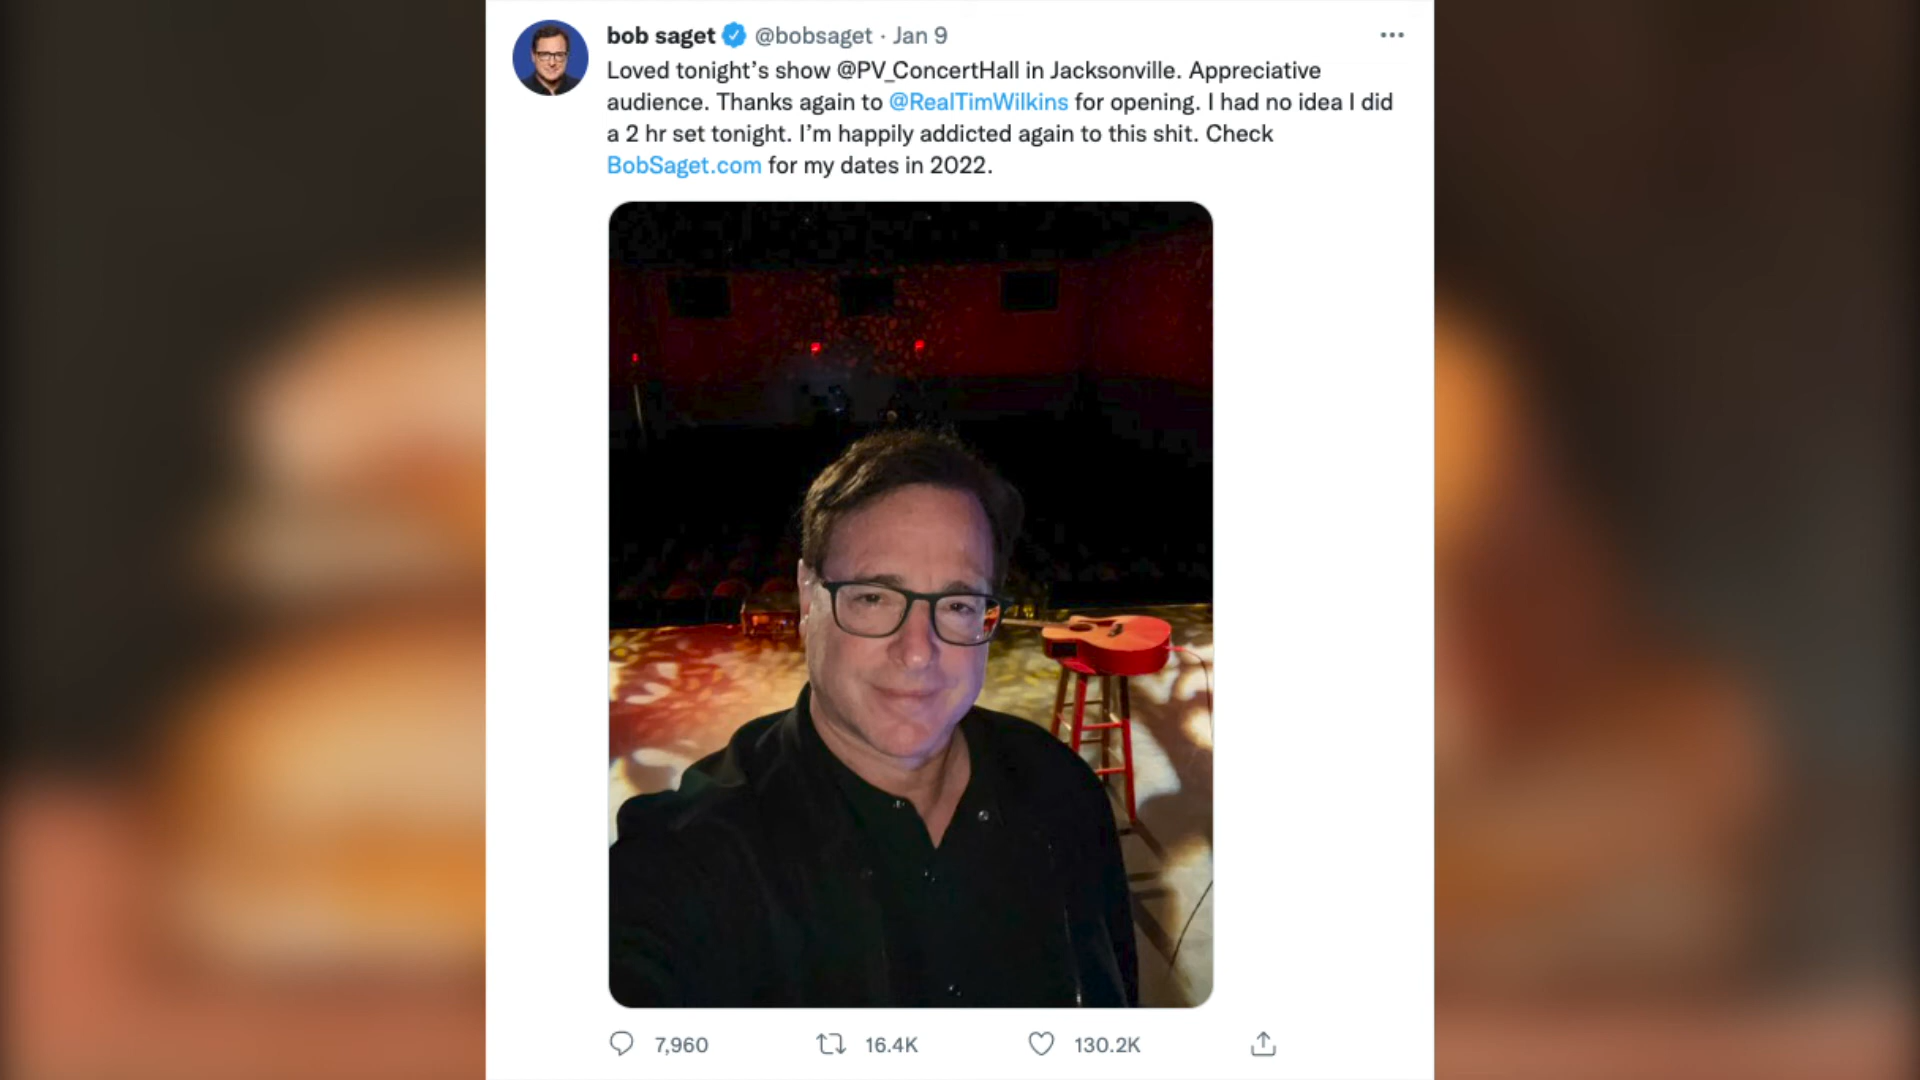 bob saget @bobsaget · Jan 9
Loved tonight’s show @PV_ConcertHall in Jacksonville. Appreciative
audience. Thanks again to @RealTimWilkins for opening. I had no idea I did
a 2 hr set tonight. I’m happily addicted again to this shit. Check
BobSaget.com for my dates in 2022.
7,960 16.4K 130.2K